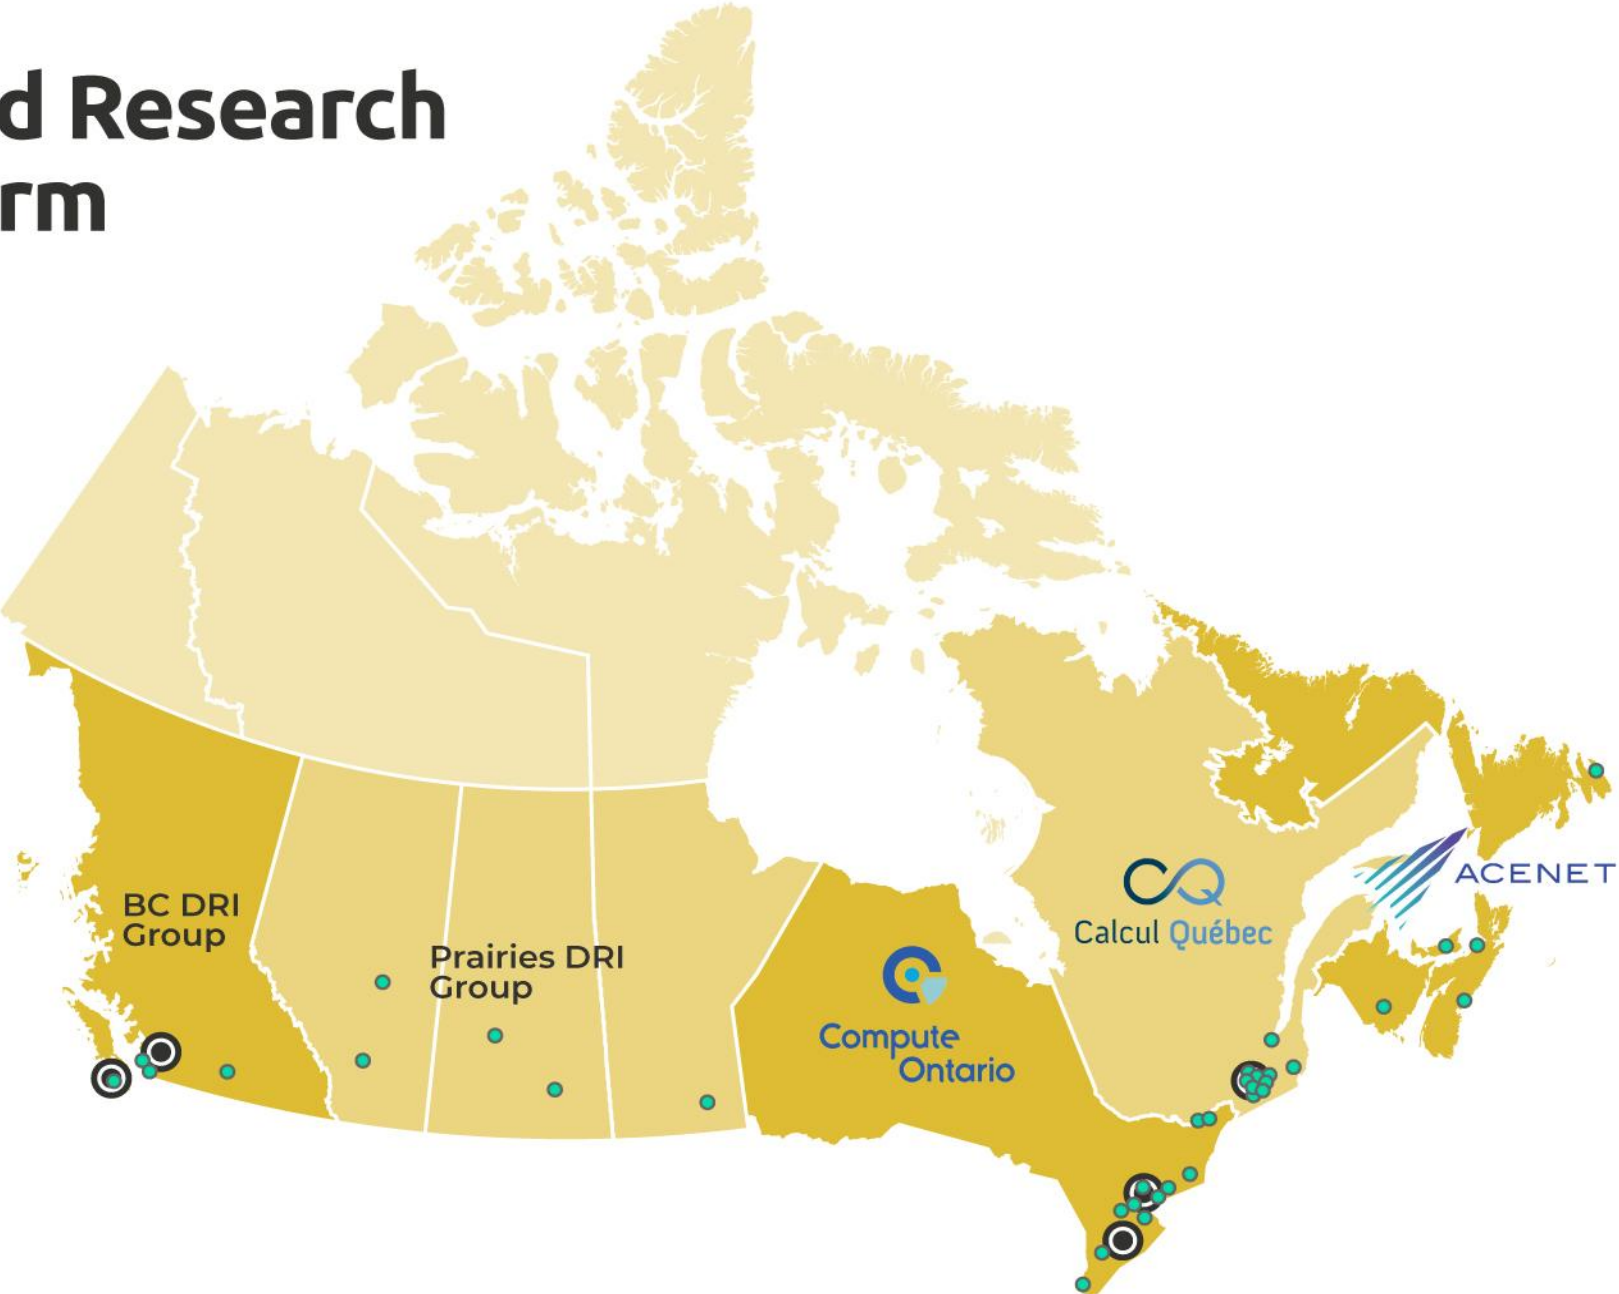 d Research
rm
BC DRI
Group
Prairies DRI
Group
Compute
Ontario
Calcul Québec
ACENET